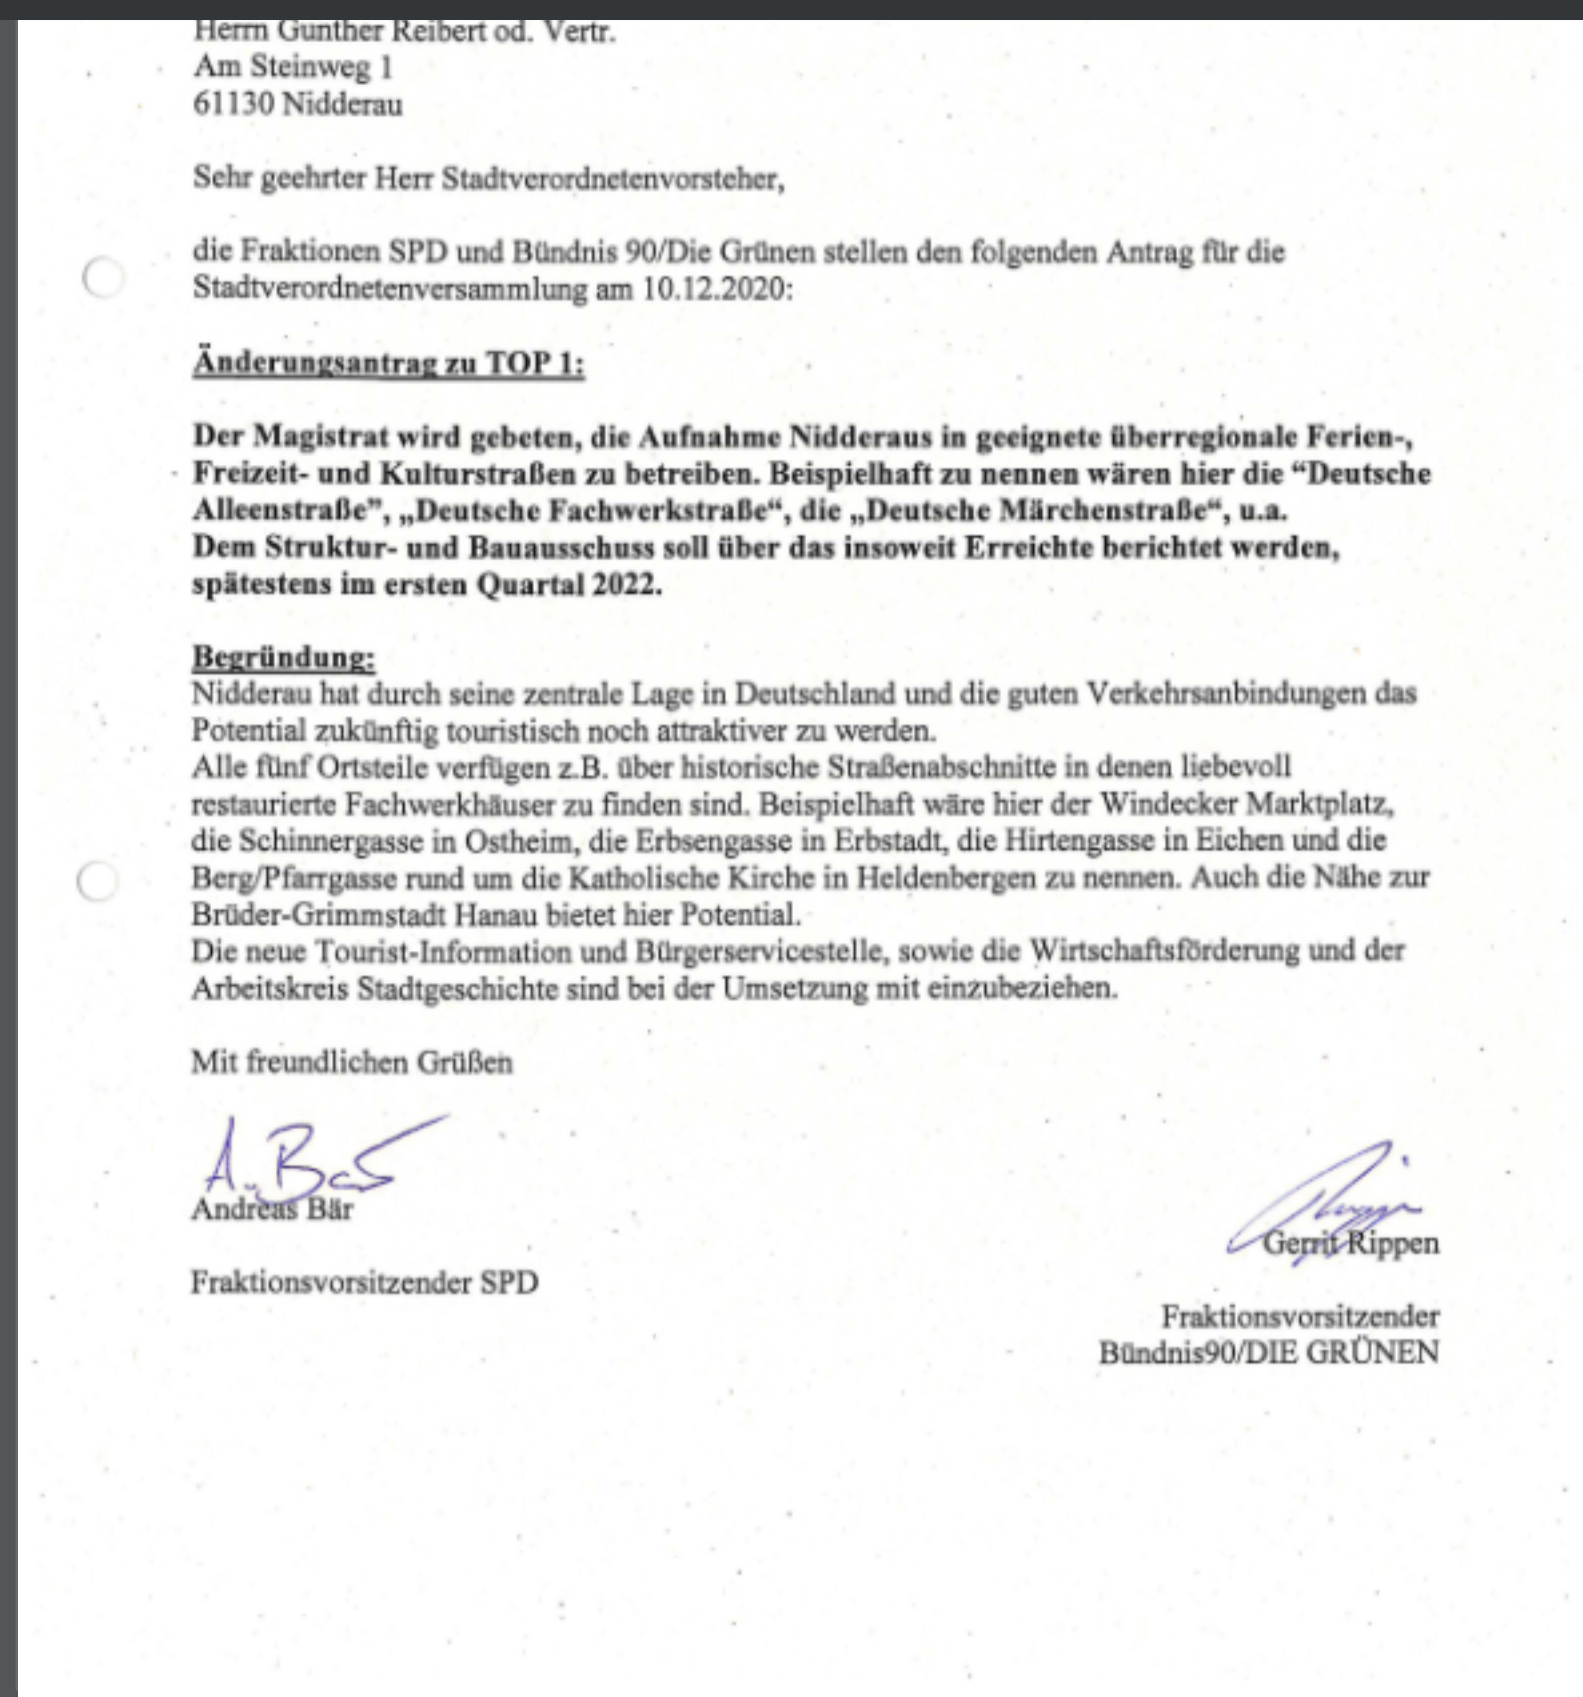 Herrn Gunther Reibert od. Vertr.
Am Steinweg 1
61130 Nidderau
Sehr geehrter Herr Stadtverordnetenvorsteher,
die Fraktionen SPD und Bündnis 90/Die Grünen stellen den folgenden Antrag für die
Stadtverordnetenversammlung am 10.12.2020:
Änderungsantrag zu TOP 1:
Der Magistrat wird gebeten, die Aufnahme Nidderaus in geeignete überregionale Ferien-,
Freizeit- und Kulturstraßen zu betreiben. Beispielhaft zu nennen wären hier die “Deutsche
Alleenstraße”, „Deutsche Fachwerkstraße“, die „Deutsche Märchenstraße“, u.a.
Dem Struktur- und Bauausschuss soll über das insoweit Erreichte berichtet werden,
spätestens im ersten Quartal 2022.
Begründung:
Nidderau hat durch seine zentrale Lage in Deutschland und die guten Verkehrsanbindungen das
Potential zukünftig touristisch noch attraktiver zu werden.
Alle fünf Ortsteile verfügen z.B. über historische Straßenabschnitte in denen liebevoll
restaurierte Fachwerkhäuser zu finden sind. Beispielhaft wäre hier der Windecker Marktplatz,
die Schinnergasse in Ostheim, die Erbsengasse in Erbstadt, die Hirtengasse in Eichen und die
Berg/Pfarrgasse rund um die Katholische Kirche in Heldenbergen zu nennen. Auch die Nähe zur
Brüder-Grimmstadt Hanau bietet hier Potential.
Die neue Tourist-Information und Bürgerservicestelle, sowie die Wirtschaftsförderung und der
Arbeitskreis Stadtgeschichte sind bei der Umsetzung mit einzubeziehen.
Mit freundlichen Grüßen
A. Bär
Andreas Bär
Gerrit Rippen
Fraktionsvorsitzender SPD
Fraktionsvorsitzender
Bündnis90/DIE GRÜNEN